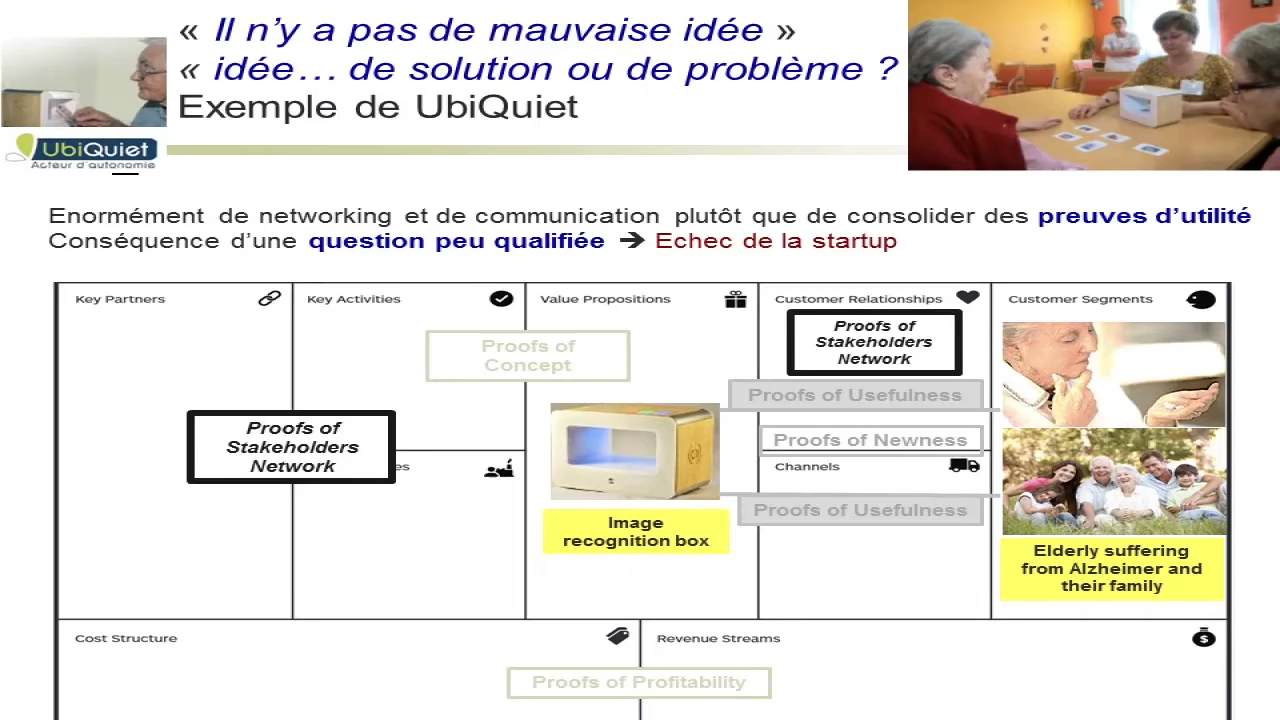 « Il n’y a pas de mauvaise idée »
« idée… de solution ou de problème ?
Exemple de UbiQuiet
UbiQuiet
Acteur d’autonomie
Enormément de networking et de communication plutôt que de consolider des preuves d’utilité
Conséquence d’une question peu qualifiée ➔ Echec de la startup
Key Partners
Key Activities
Value Propositions
Customer Relationships
Customer Segments
Proofs of
Stakeholders
Network
Proofs of
Concept
Proofs of Usefulness
Proofs of
Stakeholders
Network
Proofs of Newness
es
Channels
Proofs of Usefulness
Image
recognition box
Elderly suffering
from Alzheimer and
their family
Cost Structure
Revenue Streams
Proofs of Profitability